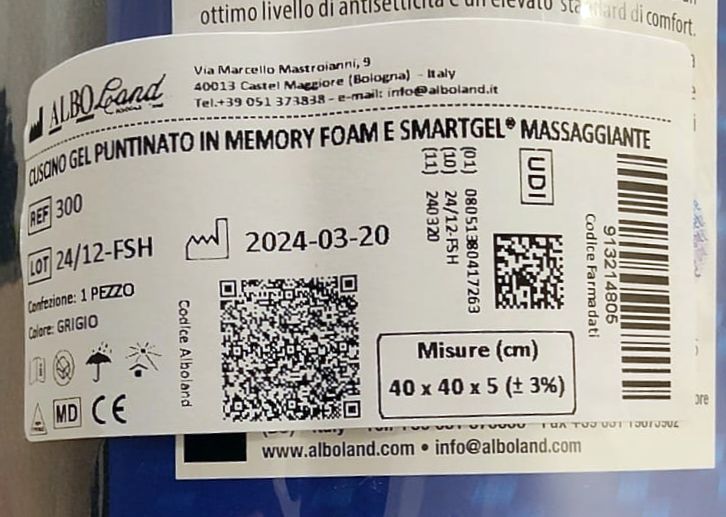 ottimo livello di antisetticità e un elevato standard di comfort.
ALBOLand
Via Marcello Mastroianni, 9
40013 Castel Maggiore (Bologna) - Italy
Tel.+39 051 373838 - e-mail: info@alboland.it
CUSCINO GEL PUNTINATO IN MEMORY FOAM E SMARTGEL® MASSAGGIANTE
REF 300
LOT 24/12-FSH
2024-03-20
Confezione: 1 PEZZO
Colore: GRIGIO
MD CE
Codice Alboland
(01) 08051380417263
(10) 24/12-FSH
(11) 240320
UDI
Codice Farmadati
913214805
Misure (cm)
40 x 40 x 5 (± 3%)
www.alboland.com • info@alboland.com